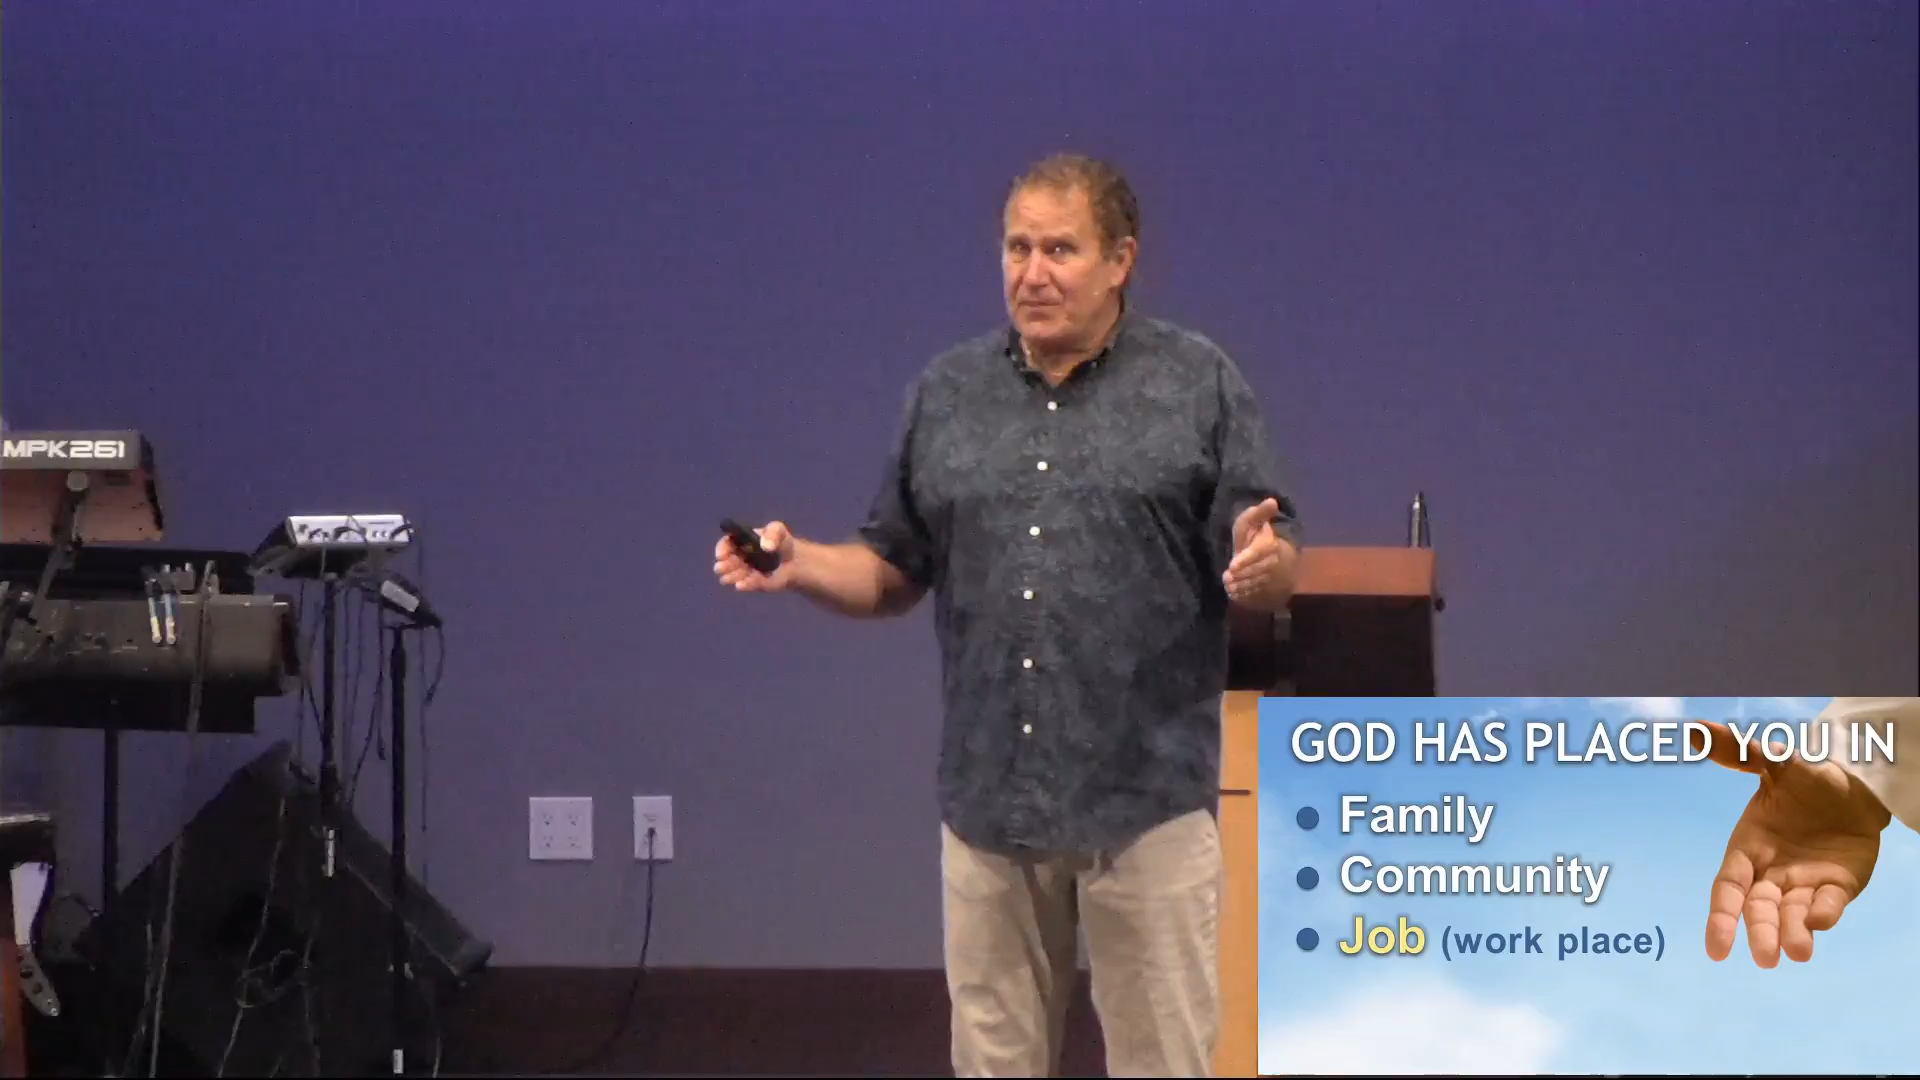 MPK261
GOD HAS PLACED YOU IN
Family
Community
Job (work place)